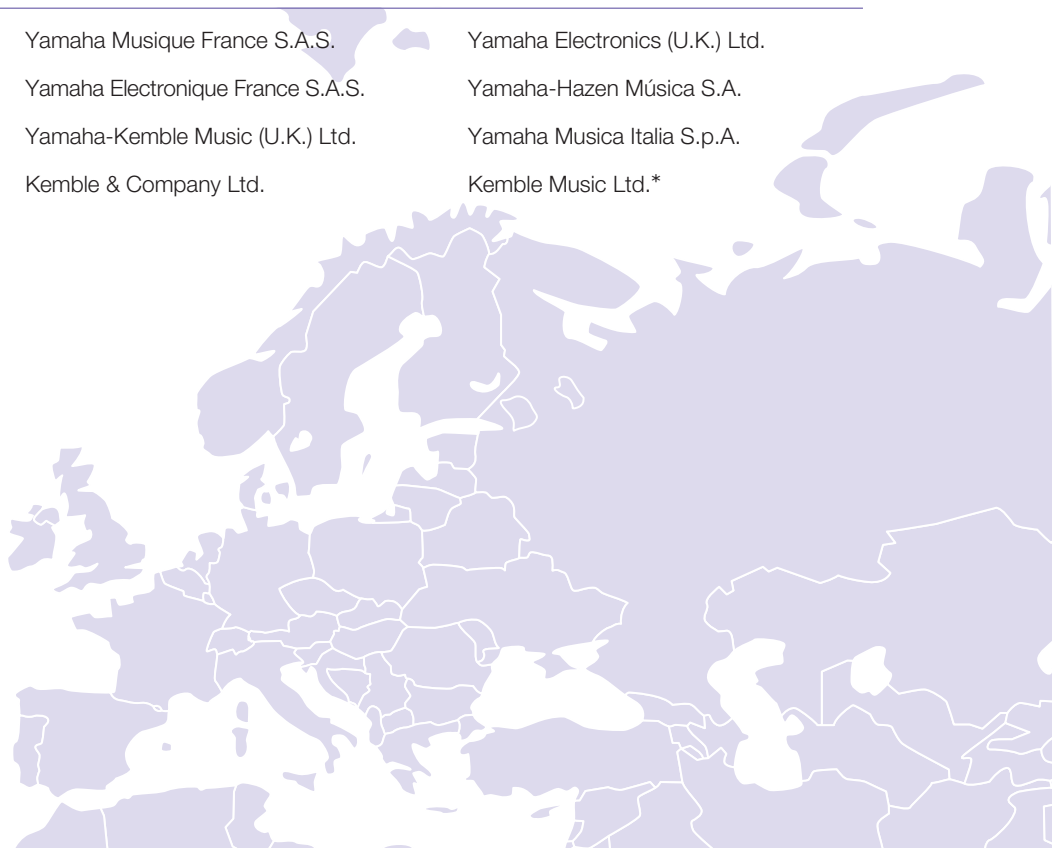 Yamaha Musique France S.A.S.
Yamaha Electronique France S.A.S.
Yamaha-Kemble Music (U.K.) Ltd.
Kemble & Company Ltd.
Yamaha Electronics (U.K.) Ltd.
Yamaha-Hazen Música S.A.
Yamaha Musica Italia S.p.A.
Kemble Music Ltd.*